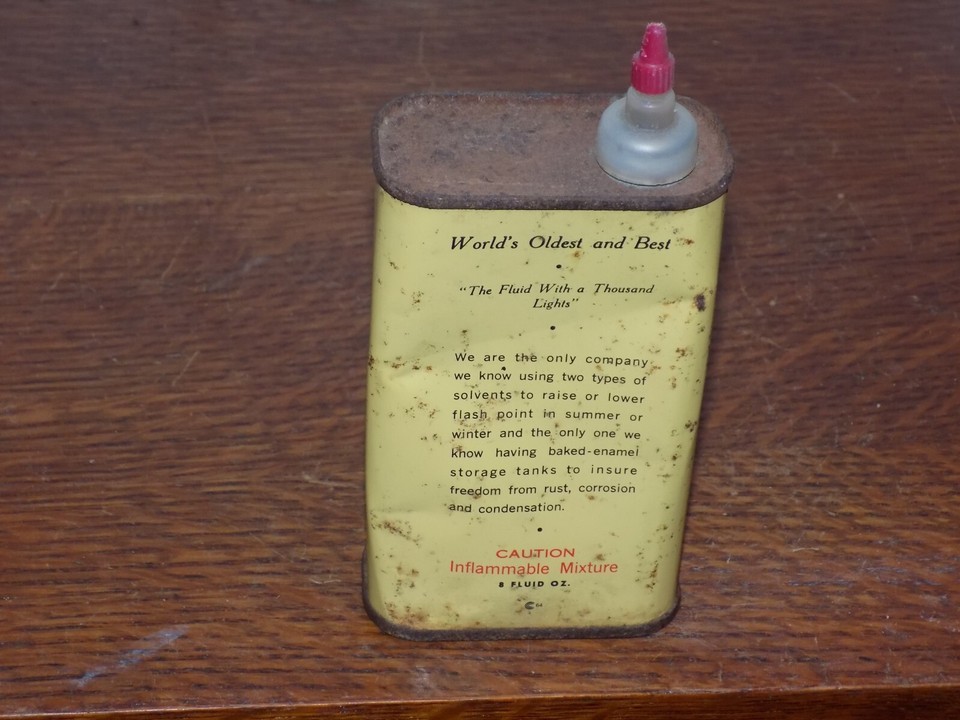 World's Oldest and Best
"The Fluid With a Thousand
Lights"
We are the only company
we know using two types of
solvents to raise or lower
flash point in summer or
winter and the only one we
know having baked-enamel
storage tanks to insure
freedom from rust, corrosion
and condensation.
CAUTION
Inflammable Mixture
8 FLUID OZ.